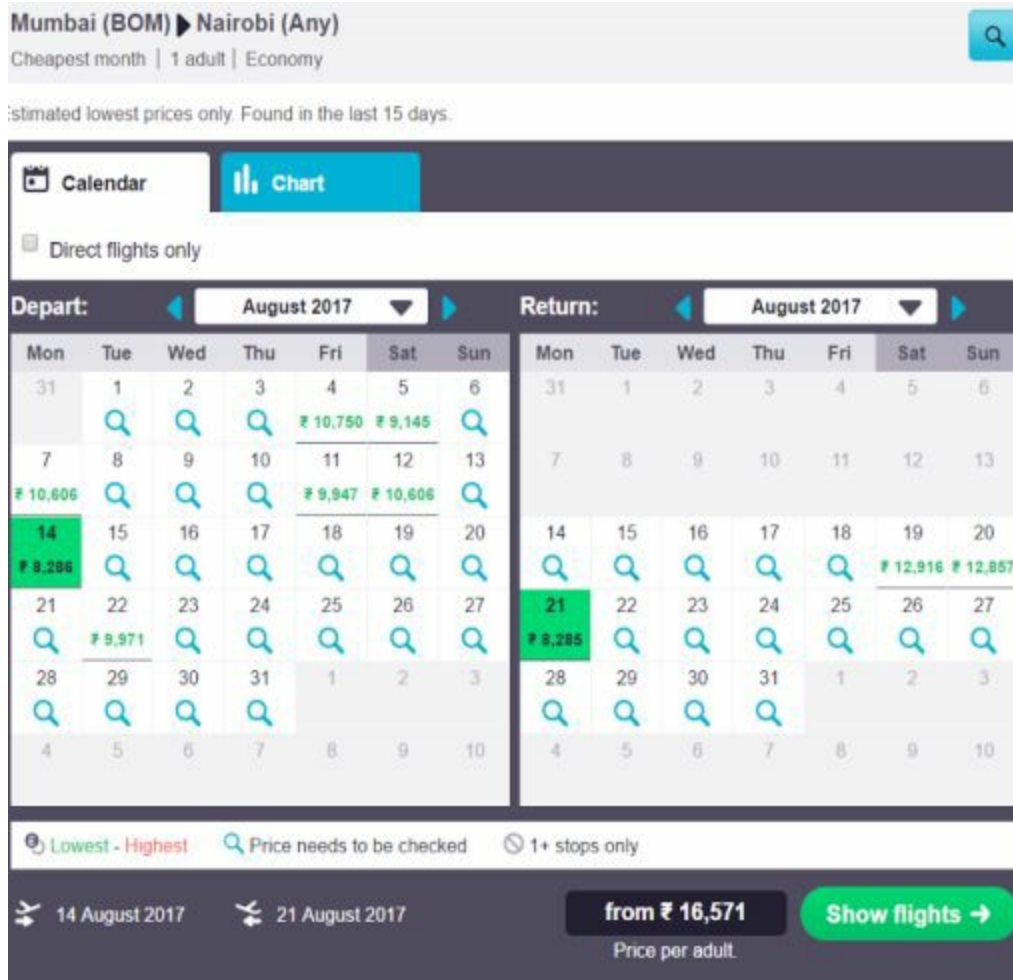 Mumbai (BOM) Nairobi (Any)
Cheapest month | 1 adult | Economy
stimated lowest prices only. Found in the last 15 days.
Calendar Chart
Direct flights only
Depart: August 2017 Return: August 2017
Mon Tue Wed Thu Fri Sat Sun Mon Tue Wed Thu Fri Sat Sun
31 1 2 3 4 5 6 31 1 2 3 4 5 6
₹ 10,750 ₹ 9,145
7 8 9 10 11 12 13 7 8 9 10 11 12 13
₹ 10,606 ₹ 9,947 ₹ 10,606
14 15 16 17 18 19 20 14 15 16 17 18 19 20
₹ 8,286 ₹ 12,916 ₹ 12,857
21 22 23 24 25 26 27 21 22 23 24 25 26 27
₹ 9,971 ₹ 8,285
28 29 30 31 1 2 3 28 29 30 31 1 2 3
4 5 6 7 8 9 10 4 5 6 7 8 9 10
Lowest - Highest Price needs to be checked 1+ stops only
14 August 2017 21 August 2017 from ₹ 16,571 Show flights →
Price per adult.